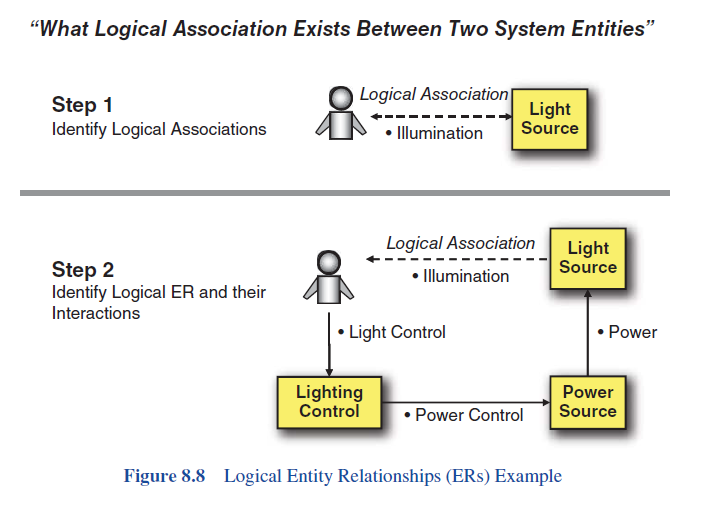 “What Logical Association Exists Between Two System Entities”
Step 1
Identify Logical Associations
Logical Association
• Illumination
Light
Source
Step 2
Identify Logical ER and their
Interactions
Logical Association
• Illumination
Light
Source
• Light Control
• Power
Lighting
Control
• Power Control
Power
Source
Figure 8.8 Logical Entity Relationships (ERs) Example